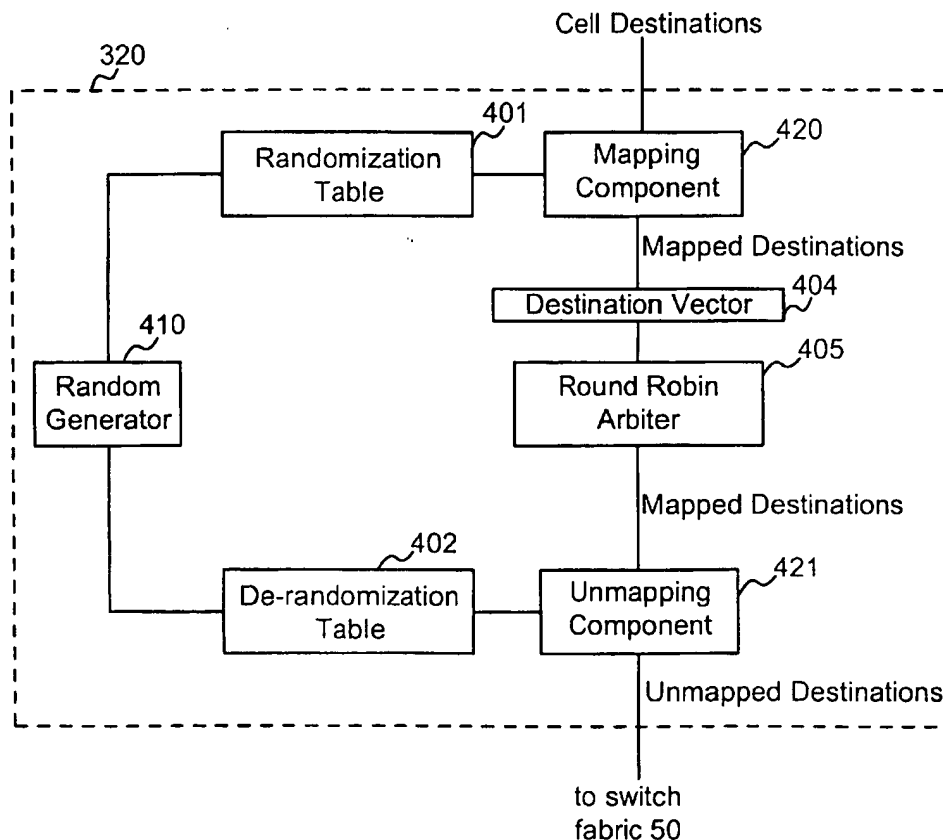 Cell Destinations
320
401
Randomization
Table
420
Mapping
Component
Mapped Destinations
Destination Vector
404
410
Random
Generator
405
Round Robin
Arbiter
Mapped Destinations
402
De-randomization
Table
421
Unmapping
Component
Unmapped Destinations
to switch
fabric 50